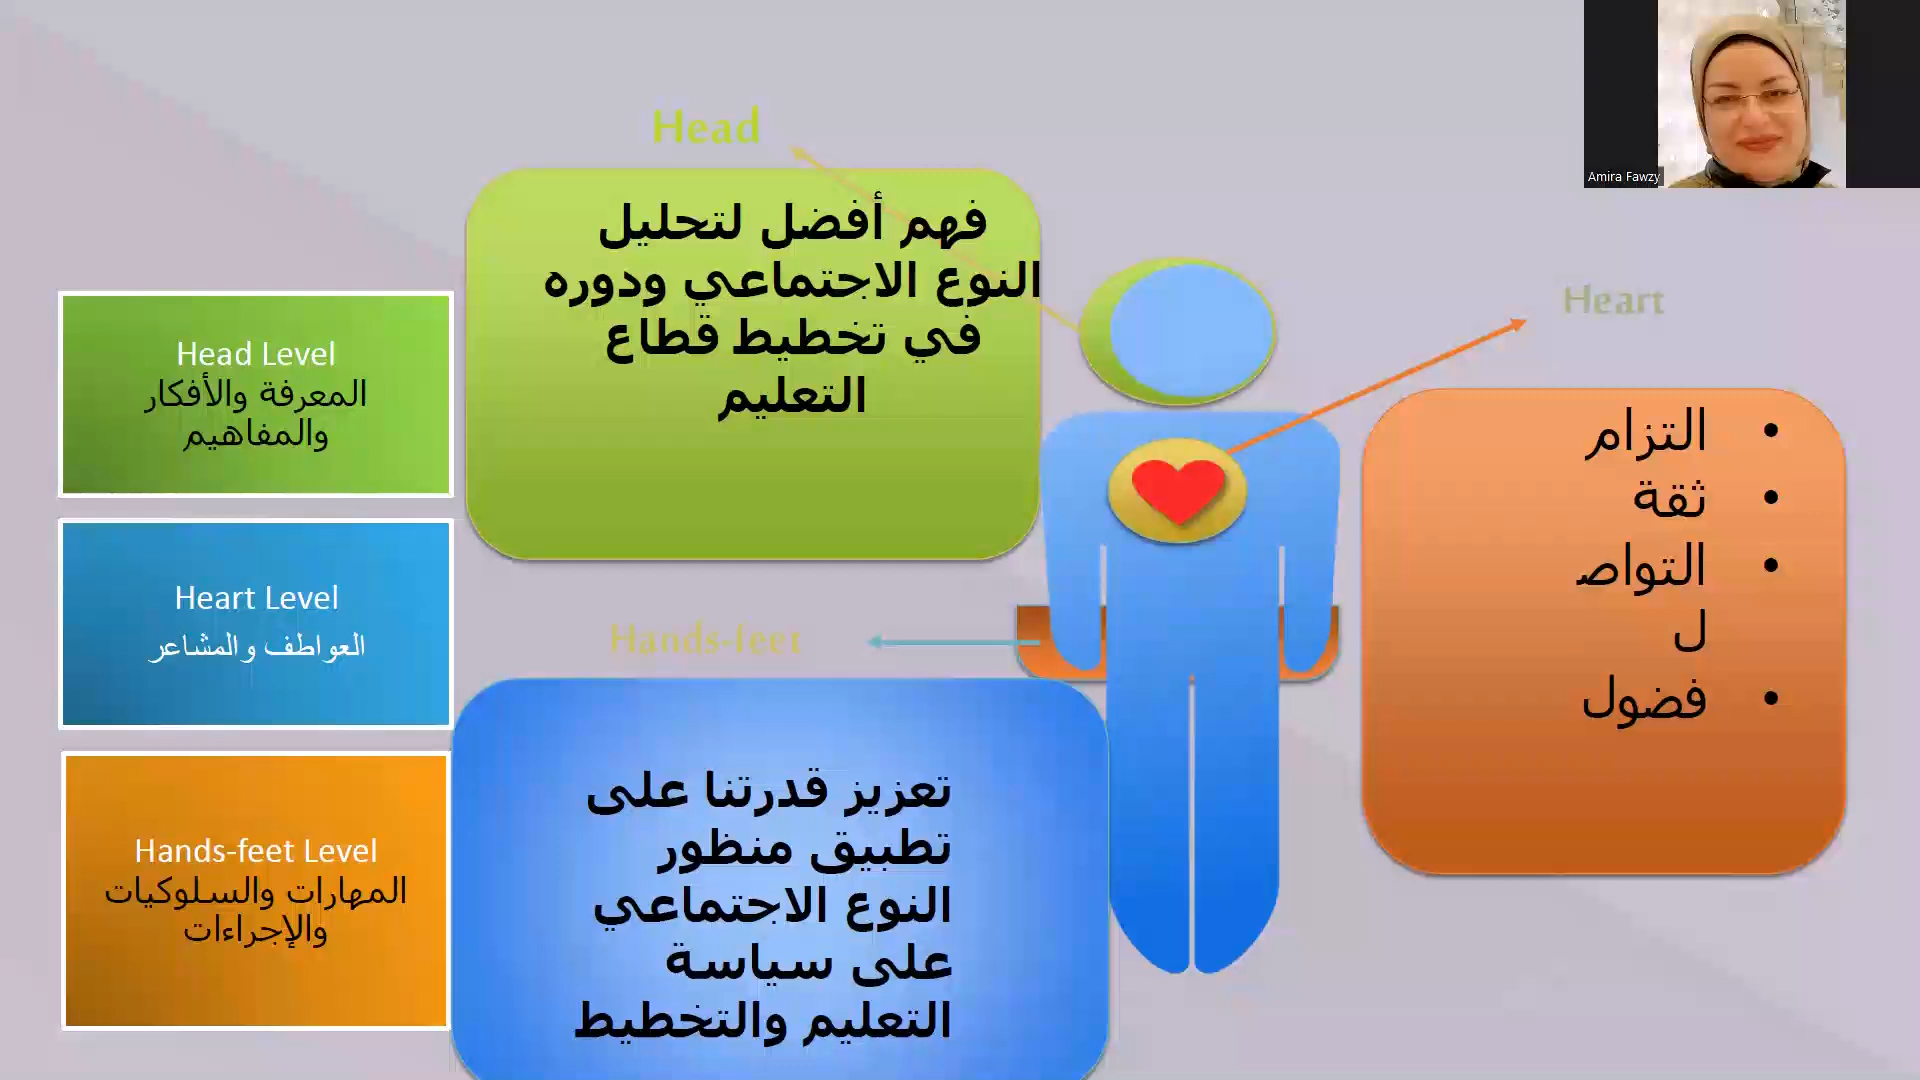 Amira Fawzy
Head
فهم أفضل لتحليل
النوع الاجتماعي ودوره
في تخطيط قطاع
التعليم
Heart
• التزام
• ثقة
• التواص
ل
• فضول
Head Level
المعرفة والأفكار
والمفاهيم
Heart Level
العواطف والمشاعر
Hands-feet
تعزيز قدرتنا على
تطبيق منظور
النوع الاجتماعي
على سياسة
التعليم والتخطيط
Hands-feet Level
المهارات والسلوكيات
والإجراءات